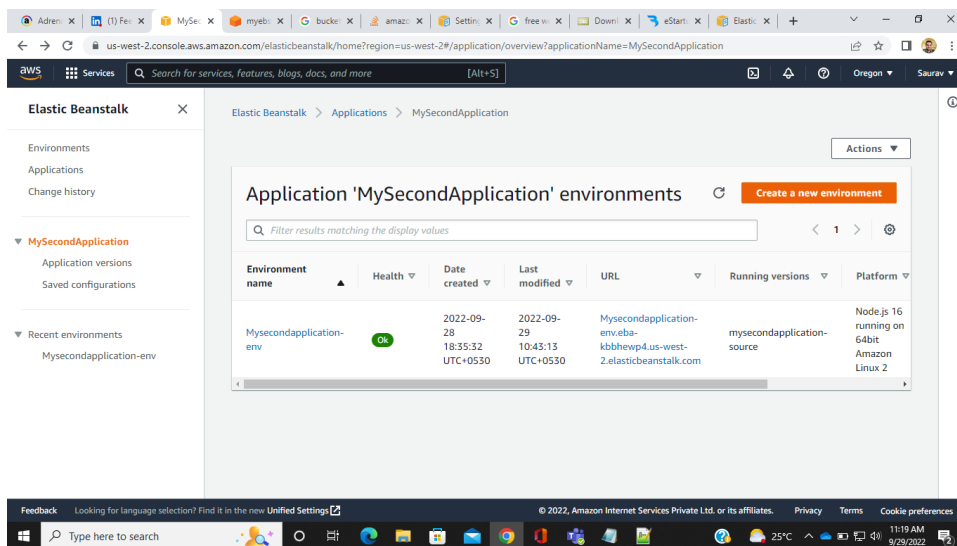 Adren
(1) Fee
MySec
myebs
bucket
amazo
Setting
free w
Downl
eStart
Elastic
us-west-2.console.aws.amazon.com/elasticbeanstalk/home?region=us-west-2#/application/overview?applicationName=MySecondApplication
aws
Services
Search for services, features, blogs, docs, and more
[Alt+S]
Oregon ▼
Saurav ▼
Elastic Beanstalk
Environments
Applications
Change history
MySecondApplication
Application versions
Saved configurations
Recent environments
Mysecondapplication-env
Elastic Beanstalk > Applications > MySecondApplication
Actions ▼
Application 'MySecondApplication' environments
Create a new environment
Filter results matching the display values
< 1 >
Environment
name
Health
Date
created
Last
modified
URL
Running versions
Platform
Mysecondapplication-
env
Ok
2022-09-
28
18:35:32
UTC+0530
2022-09-
29
10:43:13
UTC+0530
Mysecondapplication-
env.eba-
kbbhewp4.us-west-
2.elasticbeanstalk.com
mysecondapplication-
source
Node.js 16
running on
64bit
Amazon
Linux 2
Feedback
Looking for language selection? Find it in the new Unified Settings
© 2022, Amazon Internet Services Private Ltd. or its affiliates.
Privacy
Terms
Cookie preferences
Type here to search
25°C
11:19 AM
9/29/2022